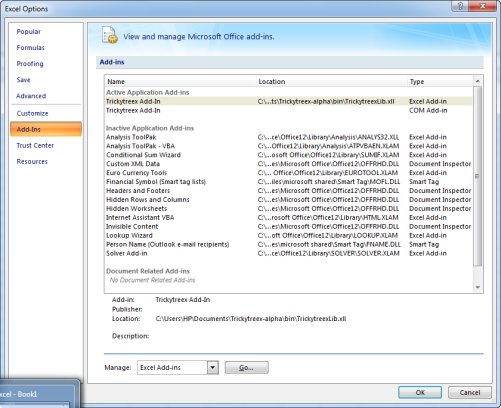 Excel Options
Popular
Formulas
Proofing
Save
Advanced
Customize
Add-Ins
Trust Center
Resources
View and manage Microsoft Office add-ins.
Add-ins
Name Location Type
Active Application Add-ins
Trickytreex Add-In C:\...ts\Trickytreex-alpha\bin\TrickytreexLib.xll Excel Add-in
Trickytreex Add-In COM Add-in
Inactive Application Add-ins
Analysis ToolPak C:\...ce\Office12\Library\Analysis\ANALYS32.XLL Excel Add-in
Analysis ToolPak - VBA C:\...Office12\Library\Analysis\ATPVBAEN.XLAM Excel Add-in
Conditional Sum Wizard C:\...osoft Office\Office12\Library\SUMIF.XLAM Excel Add-in
Custom XML Data C:\...es\Microsoft Office\Office12\OFFRHD.DLL Document Inspector
Euro Currency Tools C:\... Office\Office12\Library\EUROTOOL.XLAM Excel Add-in
Financial Symbol (Smart tag lists) C:\...iles\microsoft shared\Smart Tag\MOFL.DLL Smart Tag
Headers and Footers C:\...es\Microsoft Office\Office12\OFFRHD.DLL Document Inspector
Hidden Rows and Columns C:\...es\Microsoft Office\Office12\OFFRHD.DLL Document Inspector
Hidden Worksheets C:\...es\Microsoft Office\Office12\OFFRHD.DLL Document Inspector
Internet Assistant VBA C:\...rosoft Office\Office12\Library\HTML.XLAM Excel Add-in
Invisible Content C:\...es\Microsoft Office\Office12\OFFRHD.DLL Document Inspector
Lookup Wizard C:\...oft Office\Office12\Library\LOOKUP.XLAM Excel Add-in
Person Name (Outlook e-mail recipients) C:\...es\microsoft shared\Smart Tag\FNAME.DLL Smart Tag
Solver Add-in C:\...ce\Office12\Library\SOLVER\SOLVER.XLAM Excel Add-in
Document Related Add-ins
No Document Related Add-ins
Add-in: Trickytreex Add-In
Publisher:
Location: C:\Users\HP\Documents\Trickytreex-alpha\bin\TrickytreexLib.xll
Description:
Manage: Excel Add-ins Go...
OK Cancel
xcel - Book1